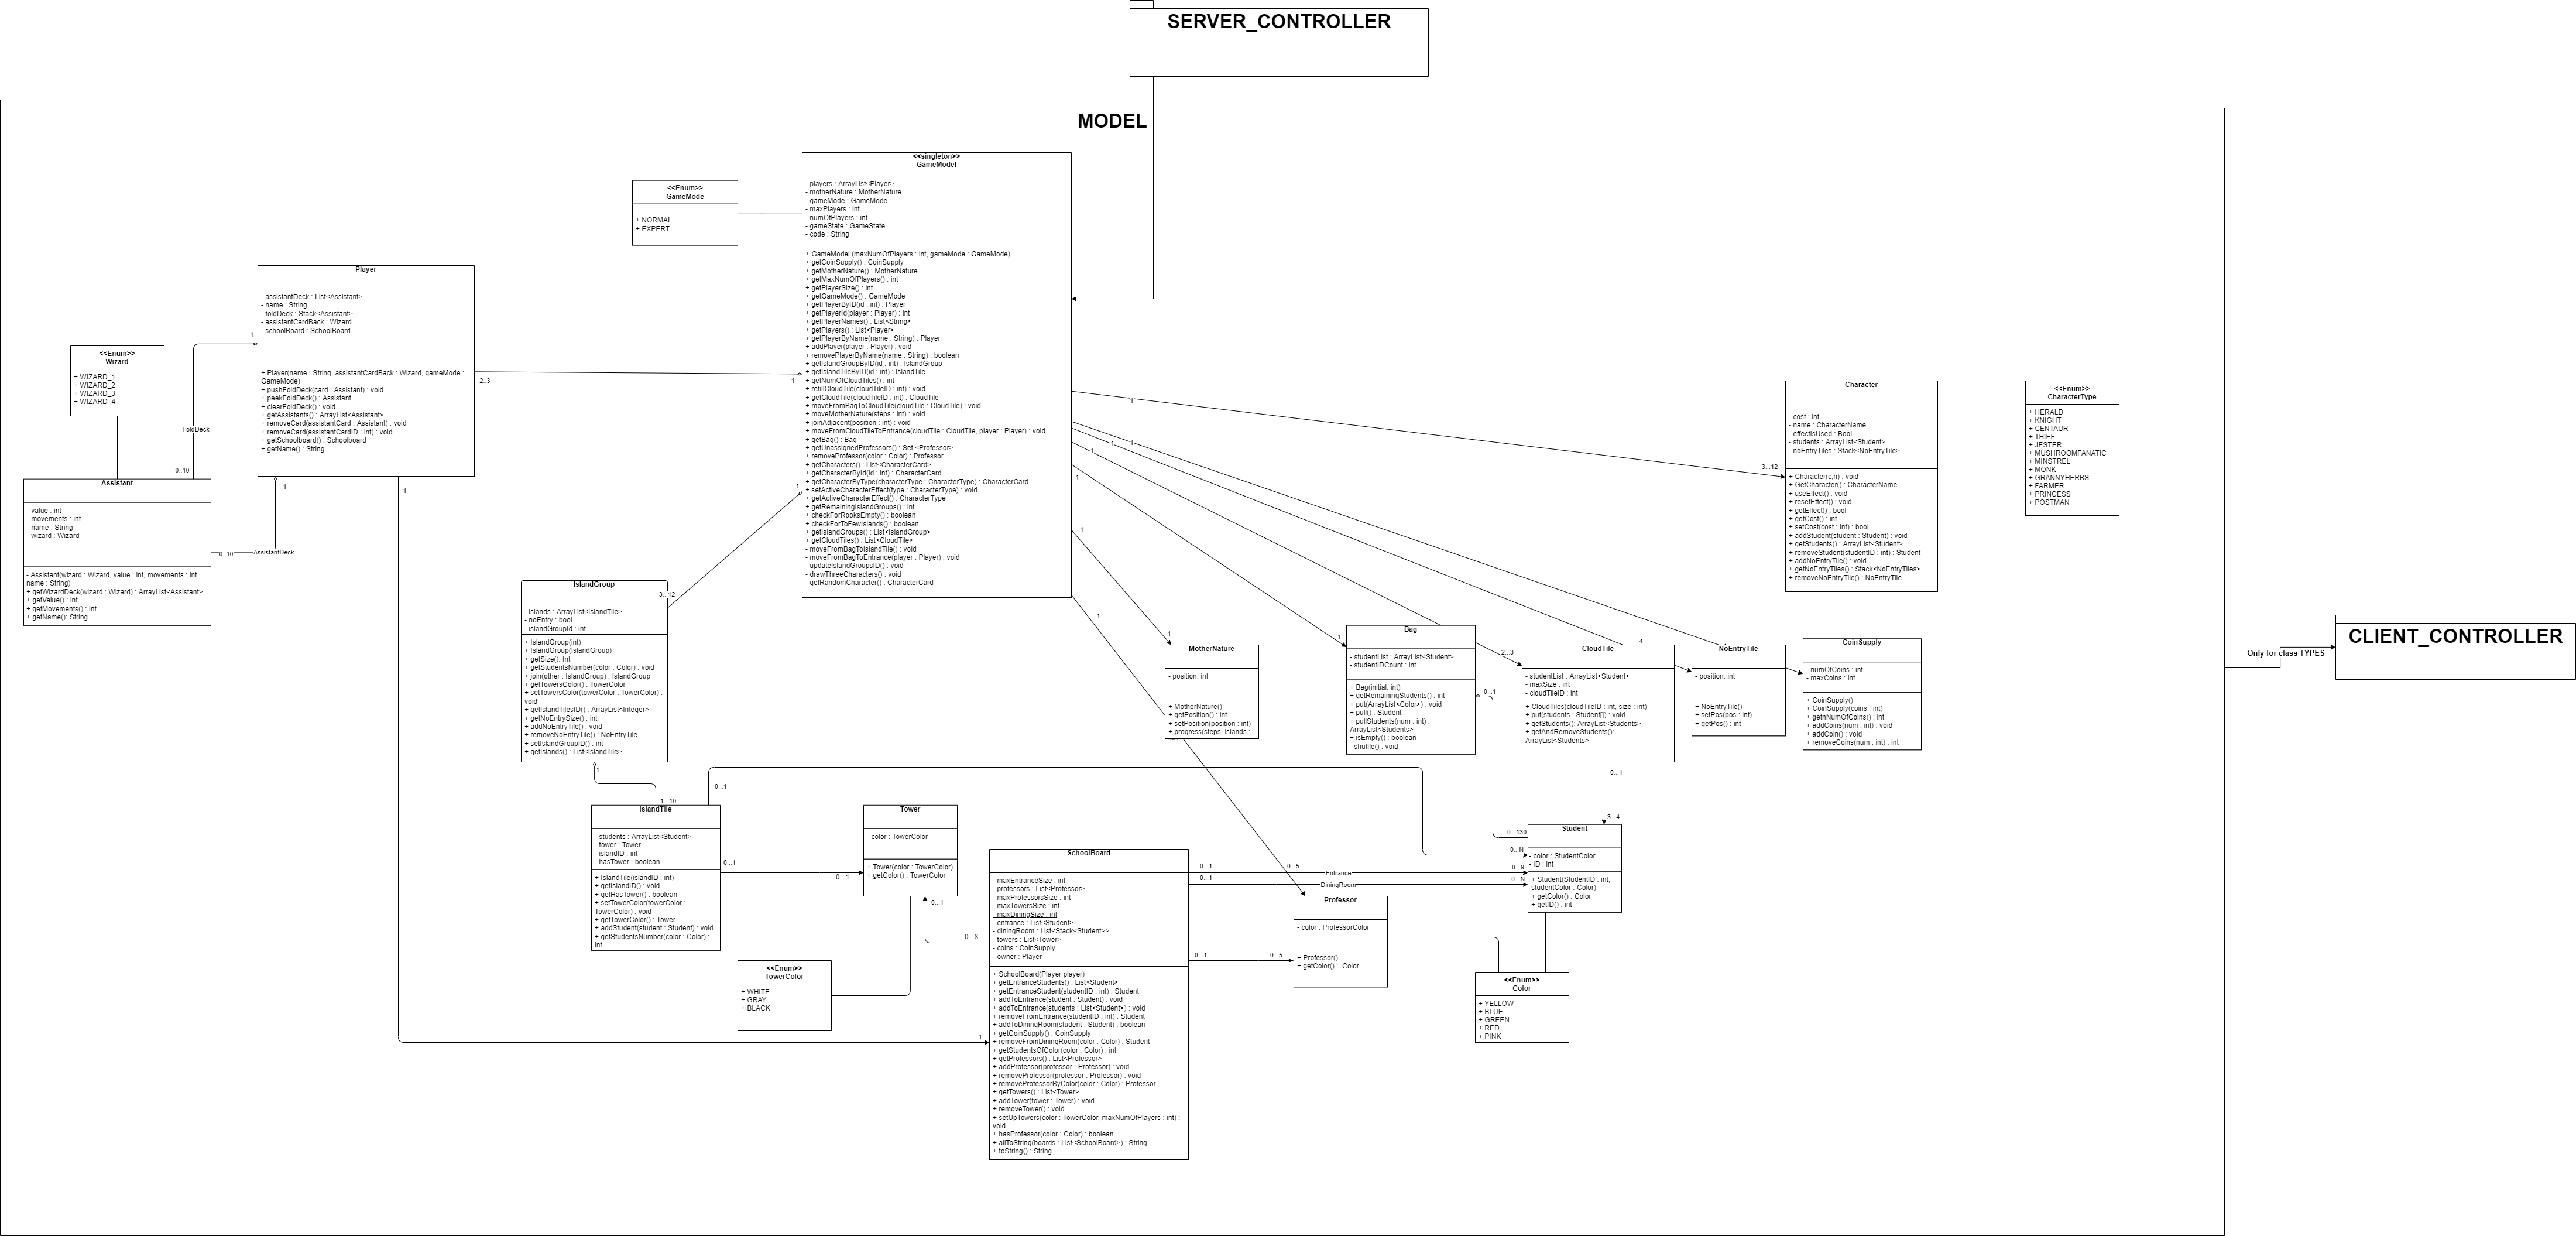 SERVER_CONTROLLER
MODEL
<<singleton>>
GameModel
- players : ArrayList<Player>
- motherNature : MotherNature
- gameMode : GameMode
- maxPlayers : int
- numOfPlayers : int
- gameState : GameState
- code : String
+ GameModel (maxNumOfPlayers : int, gameMode : GameMode)
+ getCoinSupply() : CoinSupply
+ getMotherNature() : MotherNature
+ getMaxNumOfPlayers() : int
+ getPlayerSize() : int
+ getGameMode() : GameMode
+ getPlayerByID(id : int) : Player
+ getPlayerId(player : Player) : int
+ getPlayerNames() : List<String>
+ getPlayers() : List<Player>
+ getPlayerByName(name : String) : Player
+ addPlayer(player : Player) : void
+ removePlayerByName(name : String) : boolean
+ getIslandGroupByID(id : int) : IslandGroup
+ getIslandTileByID(id : int) : IslandTile
+ getNumOfCloudTiles() : int
+ refillCloudTile(cloudTileID : int) : void
+ getCloudTile(cloudTileID : int) : CloudTile
+ moveFromBagToCloudTile(cloudTile : CloudTile) : void
+ moveMotherNature(steps : int) : void
+ joinAdjacent(position : int) : void
+ moveFromCloudTileToEntrance(cloudTile : CloudTile, player : Player) : void
+ getBag() : Bag
+ getUnassignedProfessors() : Set <Professor>
+ removeProfessor(color : Color) : Professor
+ getCharacters() : List<CharacterCard>
+ getCharacterById(id : int) : CharacterCard
+ getCharacterByType(characterType : CharacterType) : CharacterCard
+ setActiveCharacterEffect(type : CharacterType) : void
+ getActiveCharacterEffect() : CharacterType
+ getRemainingIslandGroups() : int
+ checkForRooksEmpty() : boolean
+ checkForToFewIslands() : boolean
+ getIslandGroups() : List<IslandGroup>
+ getCloudTiles() : List<CloudTile>
- moveFromBagToIslandTile() : void
- moveFromBagToEntrance(player : Player) : void
- updateIslandGroupsID() : void
- drawThreeCharacters() : void
- getRandomCharacter() : CharacterCard
<<Enum>>
GameMode
+ NORMAL
+ EXPERT
Player
- assistantDeck : List<Assistant>
- name : String
- foldDeck : Stack<Assistant>
- assistantCardBack : Wizard
- schoolBoard : SchoolBoard
+ Player(name : String, assistantCardBack : Wizard, gameMode :
GameMode)
+ pushFoldDeck(card : Assistant) : void
+ peekFoldDeck() : Assistant
+ clearFoldDeck() : void
+ getAssistants() : ArrayList<Assistant>
+ removeCard(assistantCard : Assistant) : void
+ removeCard(assistantCardID : int) : void
+ getSchoolboard() : Schoolboard
+ getName() : String
<<Enum>>
Wizard
+ WIZARD_1
+ WIZARD_2
+ WIZARD_3
+ WIZARD_4
1
FoldDeck
0..10
1
0..10
AssistantDeck
1
2..3
1
Assistant
- value : int
- movements : int
- name : String
- wizard : Wizard
- Assistant(wizard : Wizard, value : int, movements : int,
name : String)
+ getWizardDeck(wizard : Wizard) : ArrayList<Assistant>
+ getValue() : int
+ getMovements() : int
+ getName(): String
1
3...12
IslandGroup
- islands : ArrayList<IslandTile>
- noEntry : bool
- islandGroupId : int
+ IslandGroup(int)
+ IslandGroup(IslandGroup)
+ getSize(): Int
+ getStudentsNumber(color : Color) : void
+ join(other : IslandGroup) : IslandGroup
+ getTowersColor() : TowerColor
+ setTowersColor(towerColor : TowerColor) :
void
+ getIslandTilesID() : ArrayList<Integer>
+ getNoEntrySize() : int
+ addNoEntryTile() : void
+ removeNoEntryTile() : NoEntryTile
+ setIslandGroupID() : int
+ getIslands() : List<IslandTile>
1
1...10
IslandTile
- students : ArrayList<Student>
- tower : Tower
- islandID : int
- hasTower : boolean
+ IslandTile(islandID : int)
+ getIslandID() : void
+ getHasTower() : boolean
+ setTowerColor(towerColor :
TowerColor) : void
+ getTowerColor() : Tower
+ addStudent(student : Student) : void
+ getStudentsNumber(color : Color) :
int
0...1
0...1
0...1
Tower
- color : TowerColor
+ Tower(color : TowerColor)
+ getColor() : TowerColor
0...1
0...8
<<Enum>>
TowerColor
+ WHITE
+ GRAY
+ BLACK
1
SchoolBoard
- maxEntranceSize : int
- professors : List<Professor>
- maxProfessorsSize : int
- maxTowersSize : int
- maxDiningSize : int
- entrance : List<Student>
- diningRoom : List<Stack<Student>>
- towers : List<Tower>
- coins : CoinSupply
- owner : Player
+ SchoolBoard(Player player)
+ getEntranceStudents() : List<Student>
+ getEntranceStudent(studentID : int) : Student
+ addToEntrance(student : Student) : void
+ addToEntrance(students : List<Student>) : void
+ removeFromEntrance(studentID : int) : Student
+ addToDiningRoom(student : Student) : boolean
+ getCoinSupply() : CoinSupply
+ removeFromDiningRoom(color : Color) : Student
+ getStudentsOfColor(color : Color) : int
+ getProfessors() : List<Professor>
+ addProfessor(professor : Professor) : void
+ removeProfessor(professor : Professor) : void
+ removeProfessorByColor(color : Color) : Professor
+ getTowers() : List<Tower>
+ addTower(tower : Tower) : void
+ removeTower() : void
+ setUpTowers(color : TowerColor, maxNumOfPlayers : int) :
void
+ hasProfessor(color : Color) : boolean
+ allToString(boards : List<SchoolBoard>) : String
+ toString() : String
0...1
Entrance
0...9
0...1
DiningRoom
0...N
0...N
0...1
0...5
0...5
Professor
- color : ProfessorColor
+ Professor()
+ getColor() : Color
<<Enum>>
Color
+ YELLOW
+ BLUE
+ GREEN
+ RED
+ PINK
Student
- color : StudentColor
- ID : int
+ Student(StudentID : int,
studentColor : Color)
+ getColor() : Color
+ getID() : int
0...1
3...4
0...1
0...130
1
1
1
1
1
1
1
1
1
4
2...3
3...12
MotherNature
- position: int
+ MotherNature()
+ getPosition() : int
+ setPosition(position : int)
+ progress(steps, islands :
Bag
- studentList : ArrayList<Student>
- studentIDCount : int
+ Bag(initial: int)
+ getRemainingStudents() : int
+ put(ArrayList<Color>) : void
+ pull() : Student
+ pullStudents(num : int) :
ArrayList<Students>
+ isEmpty() : boolean
- shuffle() : void
CloudTile
- studentList : ArrayList<Student>
- maxSize : int
- cloudTileID : int
+ CloudTiles(cloudTileID : int, size : int)
+ put(students : Student[]) : void
+ getStudents(): ArrayList<Students>
+ getAndRemoveStudents():
ArrayList<Students>
NoEntryTile
- position: int
+ NoEntryTile()
+ setPos(pos : int)
+ getPos() : int
CoinSupply
- numOfCoins : int
- maxCoins : int
+ CoinSupply()
+ CoinSupply(coins : int)
+ getnNumOfCoins() : int
+ addCoins(num : int) : void
+ addCoin() : void
+ removeCoins(num : int) : int
Character
- cost : int
- name : CharacterName
- effectIsUsed : Bool
- students : ArrayList<Student>
- noEntryTiles : Stack<NoEntryTile>
+ Character(c,n) : void
+ GetCharacter() : CharacterName
+ useEffect() : void
+ resetEffect() : void
+ getEffect() : bool
+ getCost() : int
+ setCost(cost : int) : bool
+ addStudent(student : Student) : void
+ getStudents() : ArrayList<Student>
+ removeStudent(studentID : int) : Student
+ addNoEntryTile() : void
+ getNoEntryTiles() : Stack<NoEntryTiles>
+ removeNoEntryTile() : NoEntryTile
<<Enum>>
CharacterType
+ HERALD
+ KNIGHT
+ CENTAUR
+ THIEF
+ JESTER
+ MUSHROOMFANATIC
+ MINSTREL
+ MONK
+ GRANNYHERBS
+ FARMER
+ PRINCESS
+ POSTMAN
Only for class TYPES
CLIENT_CONTROLLER